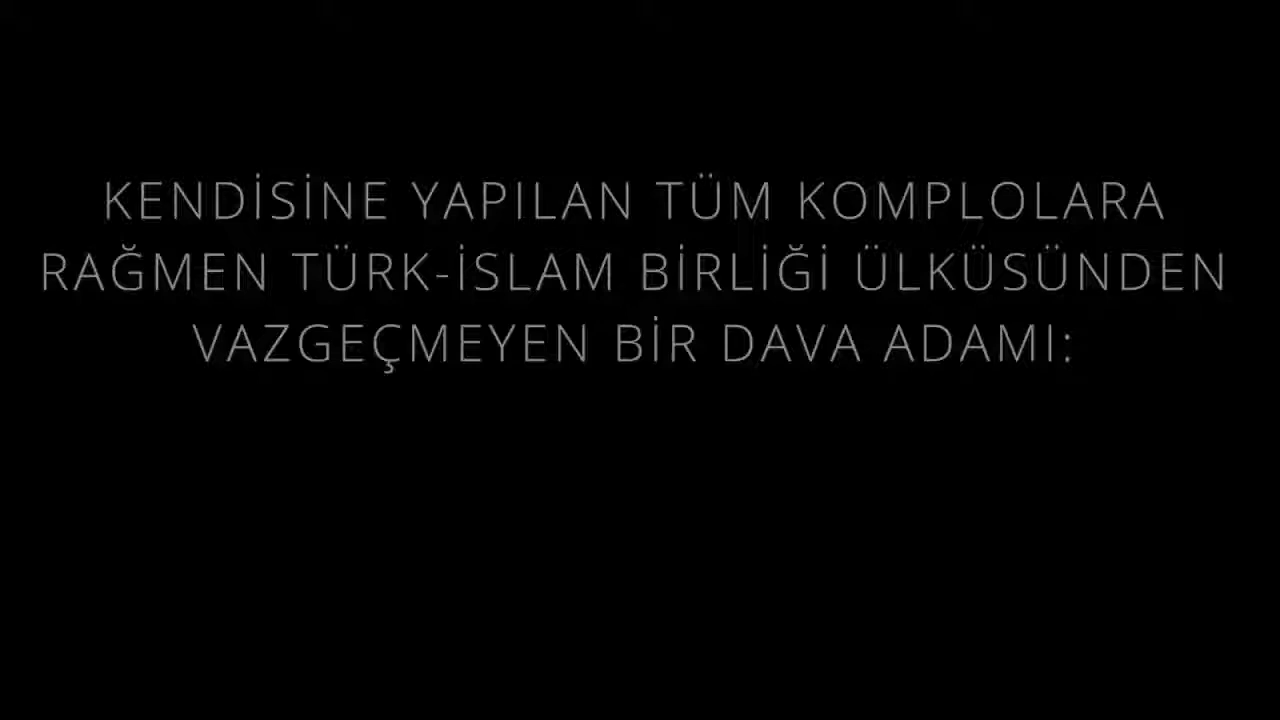 KENDİSİNE YAPILAN TÜM KOMPLOLARA
RAĞMEN TÜRK-İSLAM BİRLİĞİ ÜLKÜSÜNDEN
VAZGEÇMEYEN BİR DAVA ADAMI: